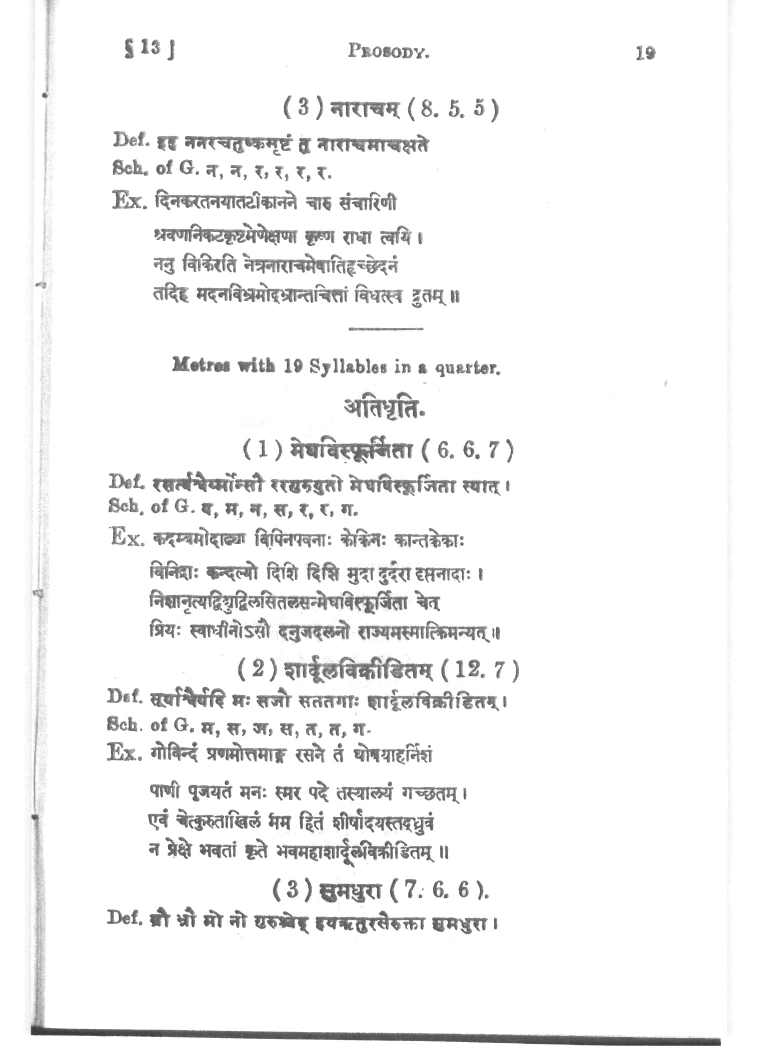 § 13 ]
PROSODY.
19
( 3 ) नाराचम् ( 8. 5. 5 )
Def. इह ननरचतुष्कमृष्टं तु नाराचमाचक्षते
Sch. of G. न, न, र, र, र, र.
Ex. दिनकरतनयातटीकानने चारु संचारिणी
श्रवणनिकटकृष्टमेणेक्षणा कृष्ण राधा त्वयि ।
ननु विकिरति नेत्रनाराचमेषातिहृच्छेदनं
तदिह मदनविभ्रमोद्भ्रान्तचित्तां विधत्स्व द्रुतम् ॥
Metres with 19 Syllables in a quarter.
अतिधृति.
( 1 ) मेघविस्फूर्जिता ( 6. 6. 7 )
Def. रसर्त्वश्वैर्य्मौन्सौ ररगुरुयुतो मेघविस्फूर्जिता स्यात् ।
Sch. of G. य, म, न, स, र, र, ग.
Ex. कदम्बमोदाढ्या विपिनपवनाः केकिनः कान्तकेकाः
विनिद्राः कन्दल्यो दिशि दिशि मुदा दुर्दरा दृप्तनादाः ।
निशानृत्यद्विद्युद्विलसितलसन्मेघविस्फूर्जिता चेत्
प्रियः स्वाधीनोऽसौ दनुजदलनो राज्यमस्मात्किमन्यत् ॥
( 2 ) शार्दूलविक्रीडितम् ( 12. 7 )
Def. सूर्याश्वैर्यदि मः सजौ सततगाः शार्दूलविक्रीडितम् ।
Sch. of G. म, स, ज, स, त, त, ग.
Ex. गोविन्दं प्रणमोत्तमाङ्ग रसने तं घोषयाहर्निशं
पाणी पूजयतं मनः स्मर पदे तस्यालयं गच्छतम् ।
एवं चेत्कुरुताखिलं मम हितं शीर्षादयस्तद्ध्रुवं
न प्रेक्षे भवतां कृते भवमहाशार्दूलविक्रीडितम् ॥
( 3 ) सुमधुरा ( 7. 6. 6 ).
Def. म्रौ भ्नौ मो नो गुरुश्चेद् हयऋतुरसैरुक्ता सुमधुरा ।